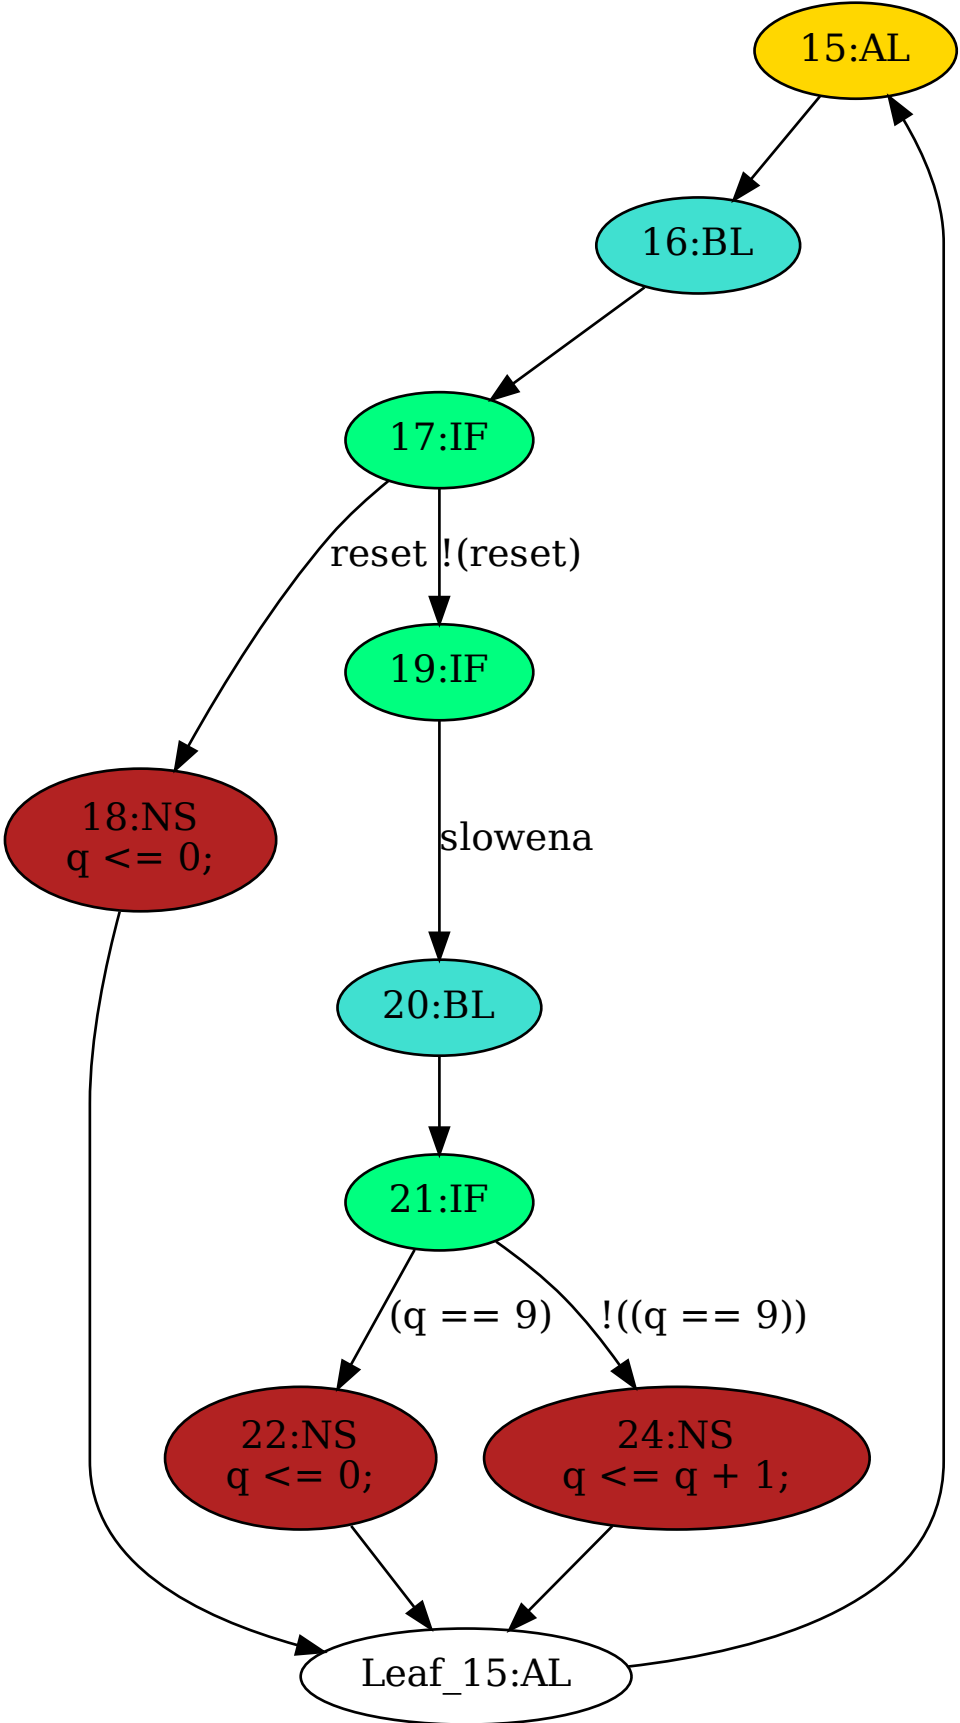 15:AL
16:BL
17:IF
reset
!(reset)
19:IF
18:NS
q <= 0;
slowena
20:BL
21:IF
(q == 9)
!((q == 9))
22:NS
q <= 0;
24:NS
q <= q + 1;
Leaf_15:AL